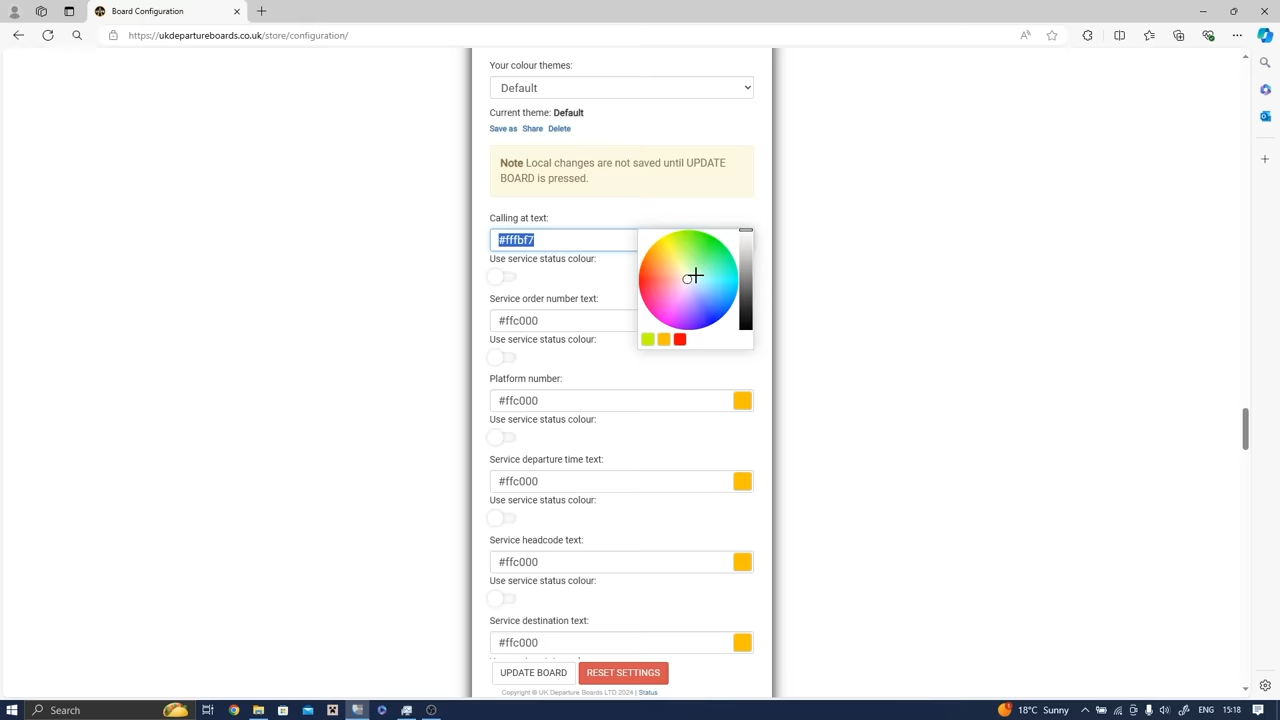 Board Configuration
https://ukdepartureboards.co.uk/store/configuration/
Your colour themes:
Default
Current theme: Default
Save as Share Delete
Note Local changes are not saved until UPDATE
BOARD is pressed.
Calling at text:
#fffbf7
Use service status colour:
Service order number text:
#ffc000
Use service status colour:
Platform number:
#ffc000
Use service status colour:
Service departure time text:
#ffc000
Use service status colour:
Service headcode text:
#ffc000
Use service status colour:
Service destination text:
#ffc000
UPDATE BOARD
RESET SETTINGS
Copyright © UK Departure Boards LTD 2024 | Status
Search
18°C Sunny
15:18